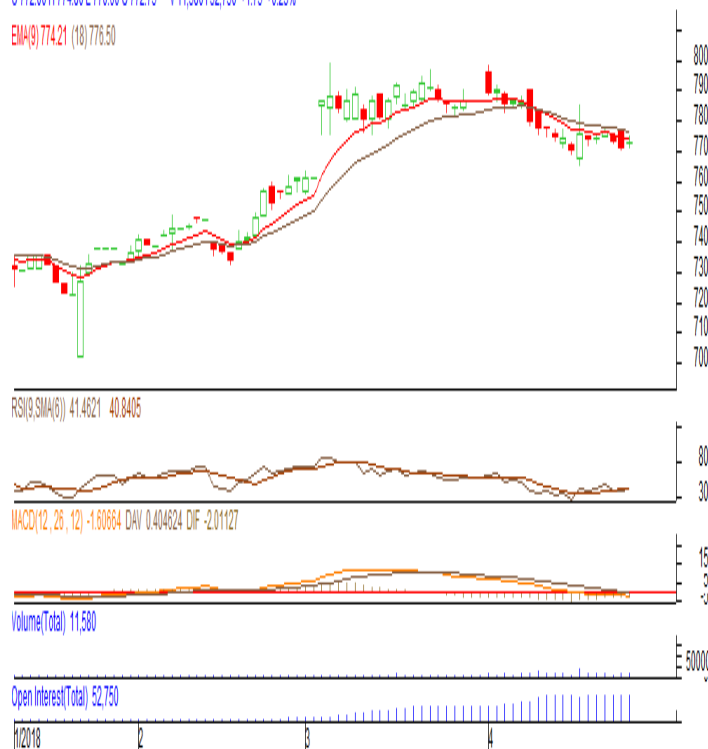 EMA(9) 774.21 (18) 776.50
800
790
780
770
760
750
740
730
720
710
700
RSI(9,SMA(6)) 41.4621 40.8405
80
30
MACD(12 , 26 , 12) -1.60664 DAV 0.404624 DIF -2.01127
15
3
Volume(Total) 11,580
50000
Open Interest(Total) 52,750
1/2018 2 3 4